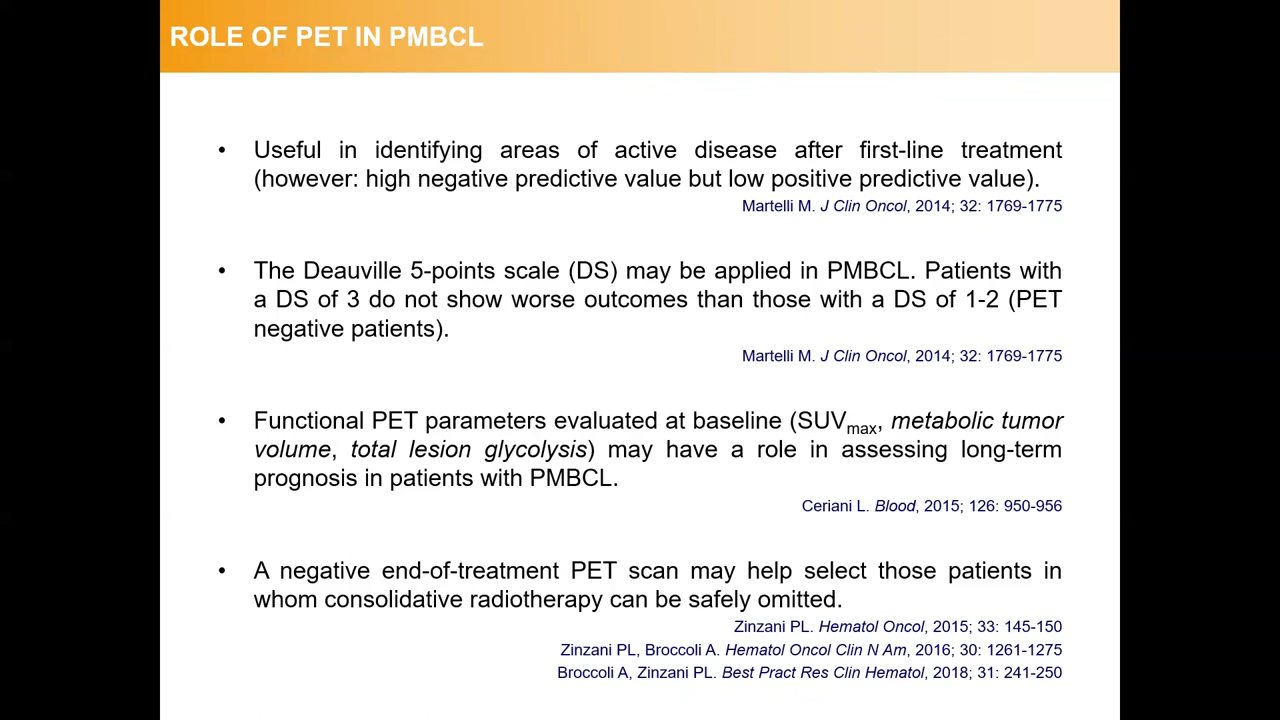 ROLE OF PET IN PMBCL
• Useful in identifying areas of active disease after first-line treatment
(however: high negative predictive value but low positive predictive value).
Martelli M. J Clin Oncol, 2014; 32: 1769-1775
• The Deauville 5-points scale (DS) may be applied in PMBCL. Patients with
a DS of 3 do not show worse outcomes than those with a DS of 1-2 (PET
negative patients).
Martelli M. J Clin Oncol, 2014; 32: 1769-1775
• Functional PET parameters evaluated at baseline (SUVmax, metabolic tumor
volume, total lesion glycolysis) may have a role in assessing long-term
prognosis in patients with PMBCL.
Ceriani L. Blood, 2015; 126: 950-956
• A negative end-of-treatment PET scan may help select those patients in
whom consolidative radiotherapy can be safely omitted.
Zinzani PL. Hematol Oncol, 2015; 33: 145-150
Zinzani PL, Broccoli A. Hematol Oncol Clin N Am, 2016; 30: 1261-1275
Broccoli A, Zinzani PL. Best Pract Res Clin Hematol, 2018; 31: 241-250